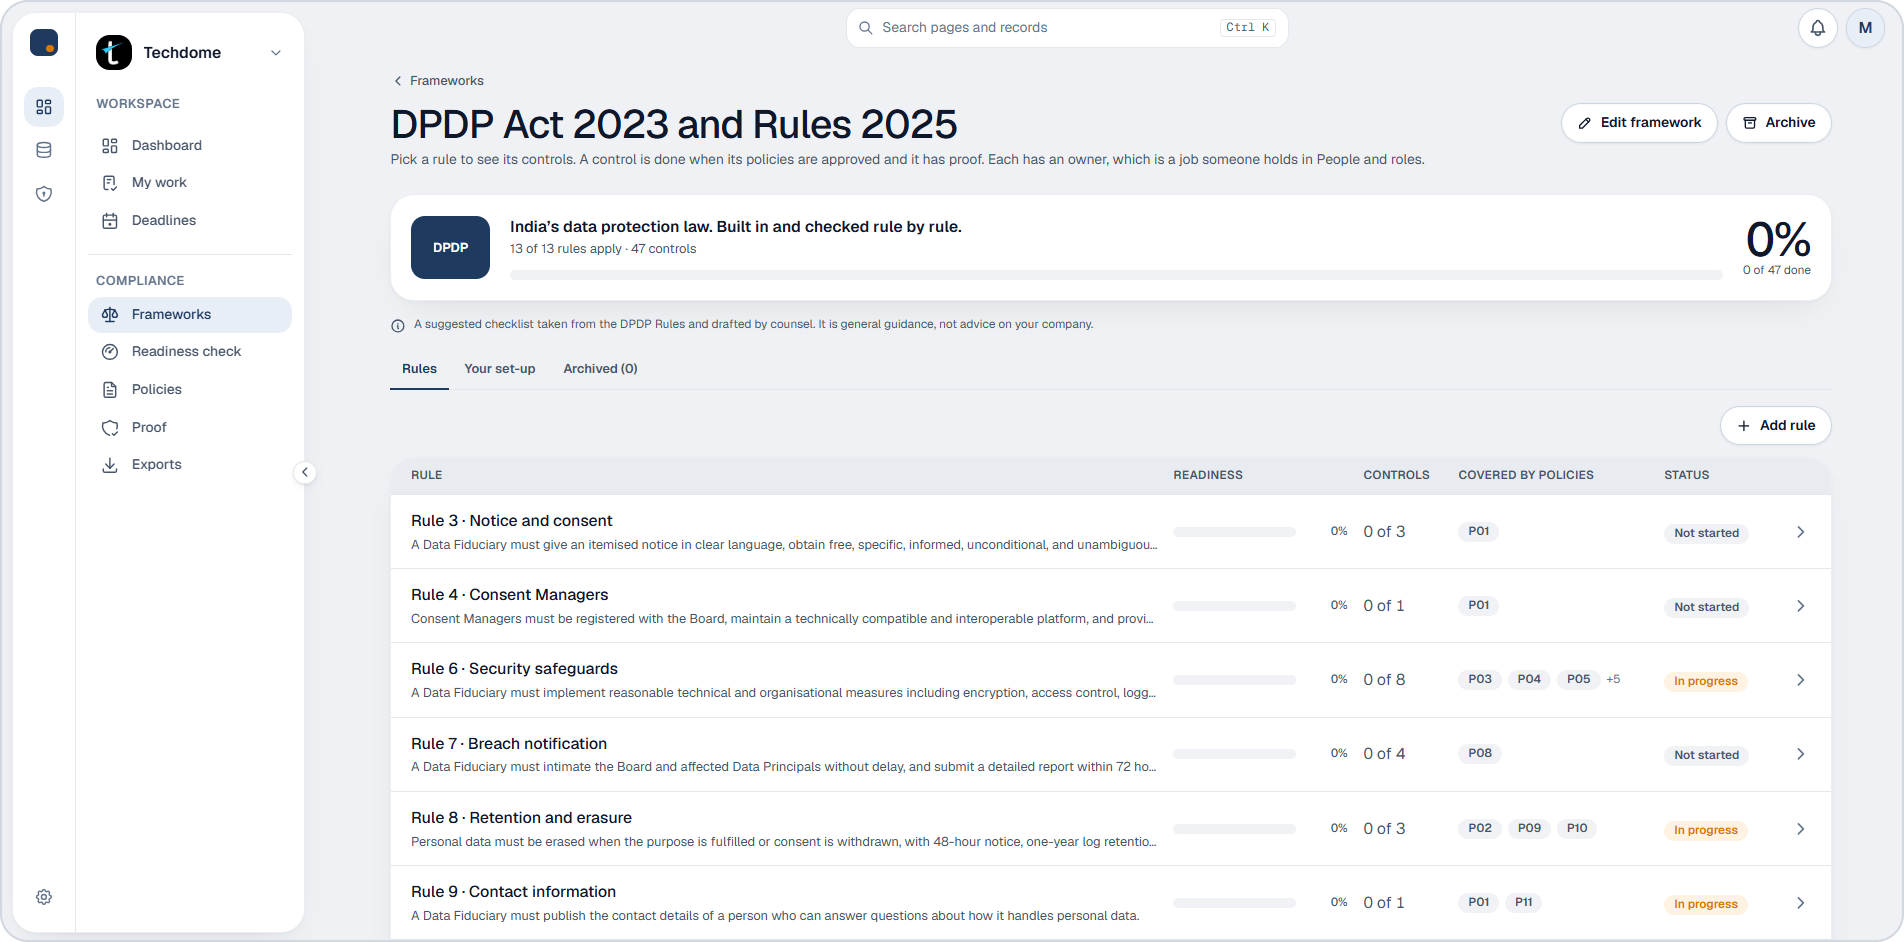 Search pages and records
Ctrl K
M
Techdome
WORKSPACE
Dashboard
My work
Deadlines
COMPLIANCE
Frameworks
Readiness check
Policies
Proof
Exports
Frameworks
DPDP Act 2023 and Rules 2025
Edit framework
Archive
Pick a rule to see its controls. A control is done when its policies are approved and it has proof. Each has an owner, which is a job someone holds in People and roles.
DPDP
India’s data protection law. Built in and checked rule by rule.
13 of 13 rules apply · 47 controls
0%
0 of 47 done
A suggested checklist taken from the DPDP Rules and drafted by counsel. It is general guidance, not advice on your company.
Rules Your set-up Archived (0)
Add rule
RULE READINESS CONTROLS COVERED BY POLICIES STATUS
Rule 3 · Notice and consent
A Data Fiduciary must give an itemised notice in clear language, obtain free, specific, informed, unconditional, and unambiguou...
0% 0 of 3 P01 Not started
Rule 4 · Consent Managers
Consent Managers must be registered with the Board, maintain a technically compatible and interoperable platform, and provi...
0% 0 of 1 P01 Not started
Rule 6 · Security safeguards
A Data Fiduciary must implement reasonable technical and organisational measures including encryption, access control, logg...
0% 0 of 8 P03 P04 P05 +5 In progress
Rule 7 · Breach notification
A Data Fiduciary must intimate the Board and affected Data Principals without delay, and submit a detailed report within 72 ho...
0% 0 of 4 P08 Not started
Rule 8 · Retention and erasure
Personal data must be erased when the purpose is fulfilled or consent is withdrawn, with 48-hour notice, one-year log retentio...
0% 0 of 3 P02 P09 P10 In progress
Rule 9 · Contact information
A Data Fiduciary must publish the contact details of a person who can answer questions about how it handles personal data.
0% 0 of 1 P01 P11 In progress